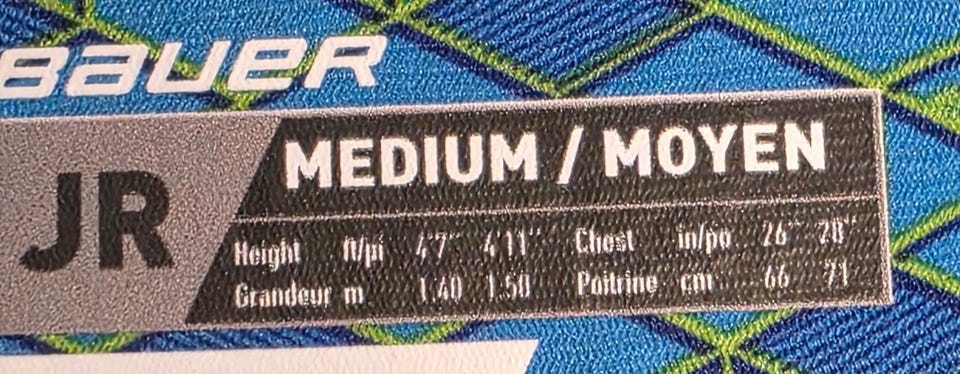 BAUER
JR
MEDIUM / MOYEN
Height ft/pi 4'7" 4'11" Chest in/po 26" 28"
Grandeur m 1.40 1.50 Poitrine cm 66 71